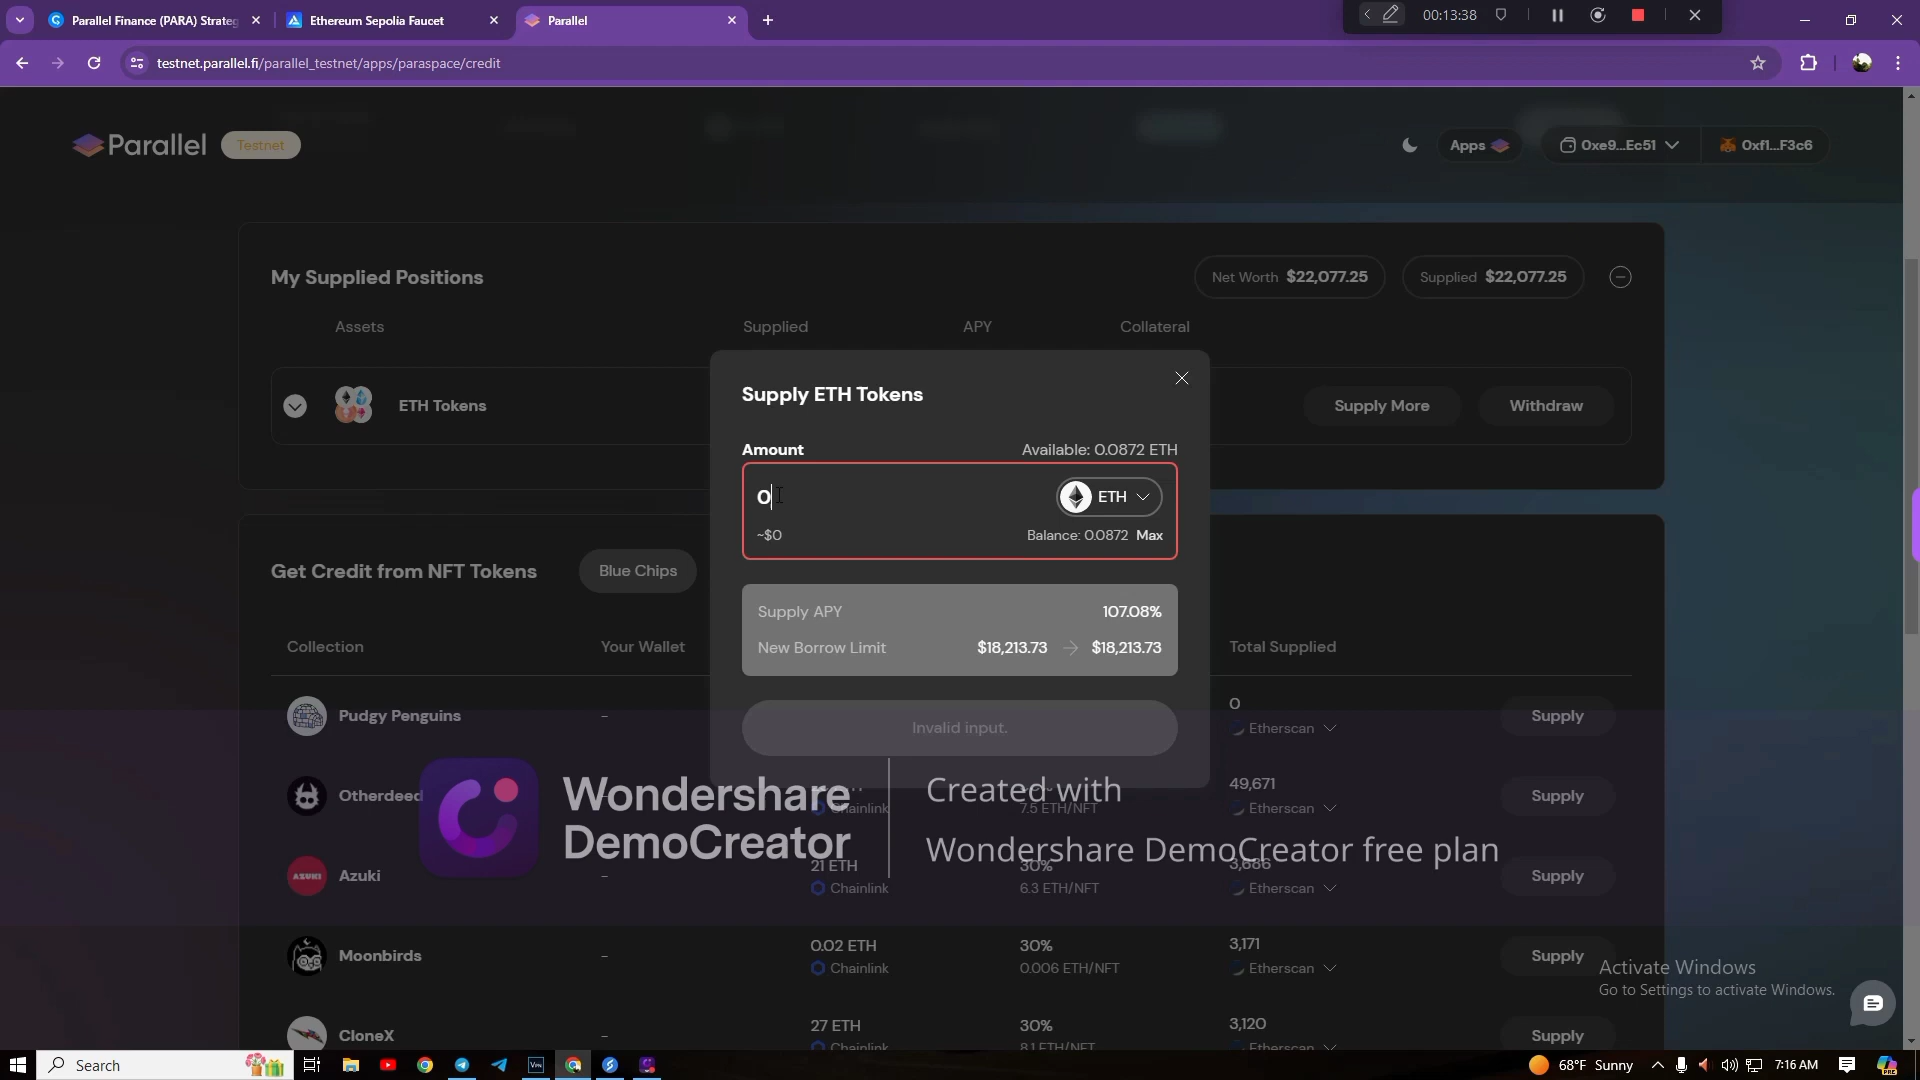 Parallel Finance (PARA) Strateg
Ethereum Sepolia Faucet
Parallel
00:13:38
testnet.parallel.fi/parallel_testnet/apps/paraspace/credit
Parallel
Testnet
Apps
0xe9...Ec51
0xf1...F3c6
My Supplied Positions
Net Worth $22,077.25
Supplied $22,077.25
Assets
Supplied
APY
Collateral
ETH Tokens
Supply More
Withdraw
Supply ETH Tokens
Amount
Available: 0.0872 ETH
0
ETH
~$0
Balance: 0.0872 Max
Supply APY
107.08%
New Borrow Limit
$18,213.73 → $18,213.73
Invalid input.
Get Credit from NFT Tokens
Blue Chips
Collection
Your Wallet
Total Supplied
Pudgy Penguins
-
0
Etherscan
Supply
Otherdeed
7.5 ETH/NFT
Chainlink
49,671
Etherscan
Supply
Azuki
-
21 ETH
Chainlink
30%
6.3 ETH/NFT
3,686
Etherscan
Supply
Moonbirds
-
0.02 ETH
Chainlink
30%
0.006 ETH/NFT
3,171
Etherscan
Supply
CloneX
-
27 ETH
Chainlink
30%
8.1 ETH/NFT
3,120
Etherscan
Supply
Wondershare
DemoCreator
Created with
Wondershare DemoCreator free plan
Activate Windows
Go to Settings to activate Windows.
Search
68°F Sunny
7:16 AM